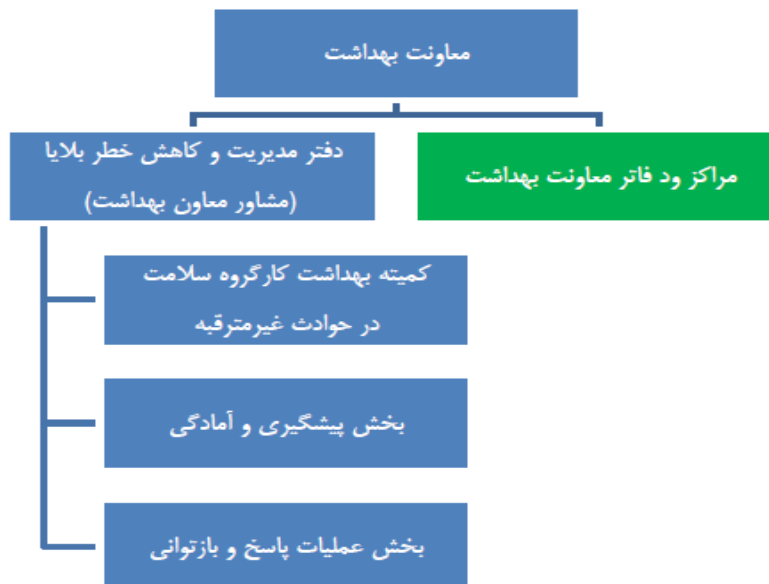 معاونت بهداشت
مراکز ود فاتر معاونت بهداشت
دفتر مدیریت و کاهش خطر بلایا
(مشاور معاون بهداشت)
کمیته بهداشت کارگروه سلامت
در حوادث غیرمترقبه
بخش پیشگیری و آمادگی
بخش عملیات پاسخ و بازتوانی